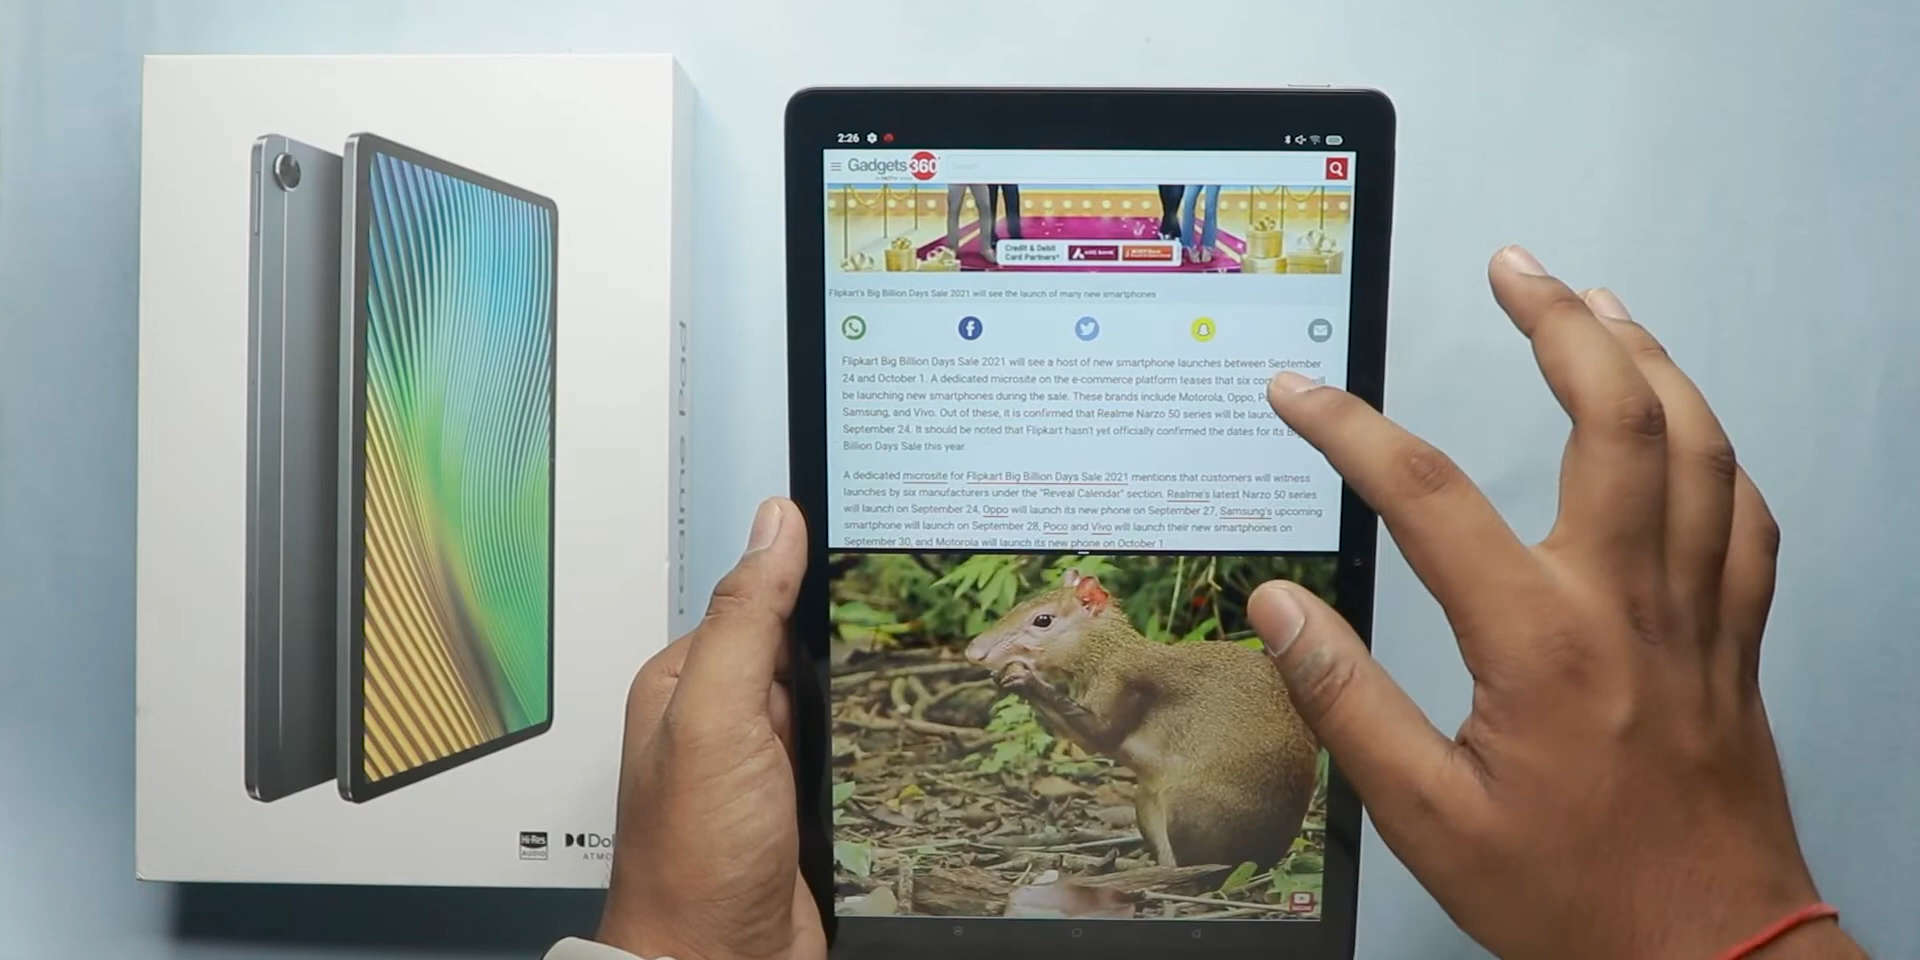 realme pad
Hi-Res
AUDIO
Dol
ATMO
2:26
Gadgets 360
Credit & Debit
Card Partners*
AXIS BANK
Flipkart's Big Billion Days Sale 2021 will see the launch of many new smartphones
Flipkart Big Billion Days Sale 2021 will see a host of new smartphone launches between September
24 and October 1. A dedicated microsite on the e-commerce platform teases that six com will
be launching new smartphones during the sale. These brands include Motorola, Oppo, P
Samsung, and Vivo. Out of these, it is confirmed that Realme Narzo 50 series will be launc
September 24. It should be noted that Flipkart hasn't yet officially confirmed the dates for its B
Billion Days Sale this year.
A dedicated microsite for Flipkart Big Billion Days Sale 2021 mentions that customers will witness
launches by six manufacturers under the "Reveal Calendar" section. Realme's latest Narzo 50 series
will launch on September 24, Oppo will launch its new phone on September 27, Samsung's upcoming
smartphone will launch on September 28, Poco and Vivo will launch their new smartphones on
September 30, and Motorola will launch its new phone on October 1.